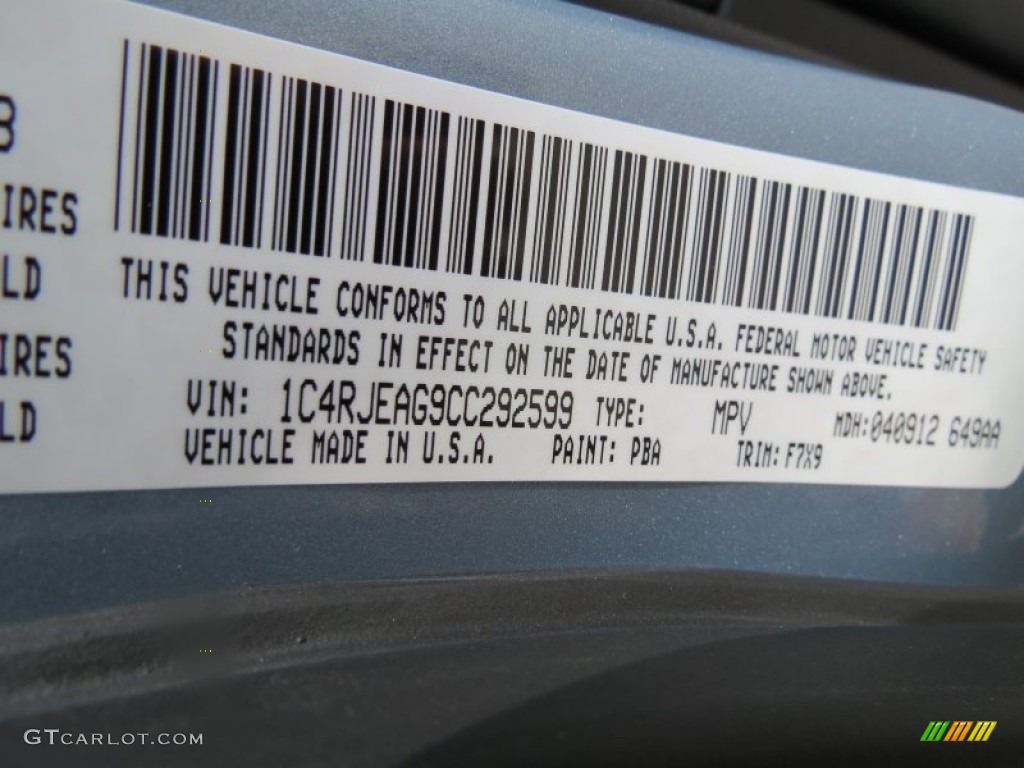 8
IRES
LD
IRES
LD
THIS VEHICLE CONFORMS TO ALL APPLICABLE U.S.A. FEDERAL MOTOR VEHICLE SAFETY
STANDARDS IN EFFECT ON THE DATE OF MANUFACTURE SHOWN ABOVE.
VIN: 1C4RJEAG9CC292599 TYPE: MPV MDH:040912 649AA
VEHICLE MADE IN U.S.A. PAINT: PBA TRIM: F7X9
GTCARLOT.COM